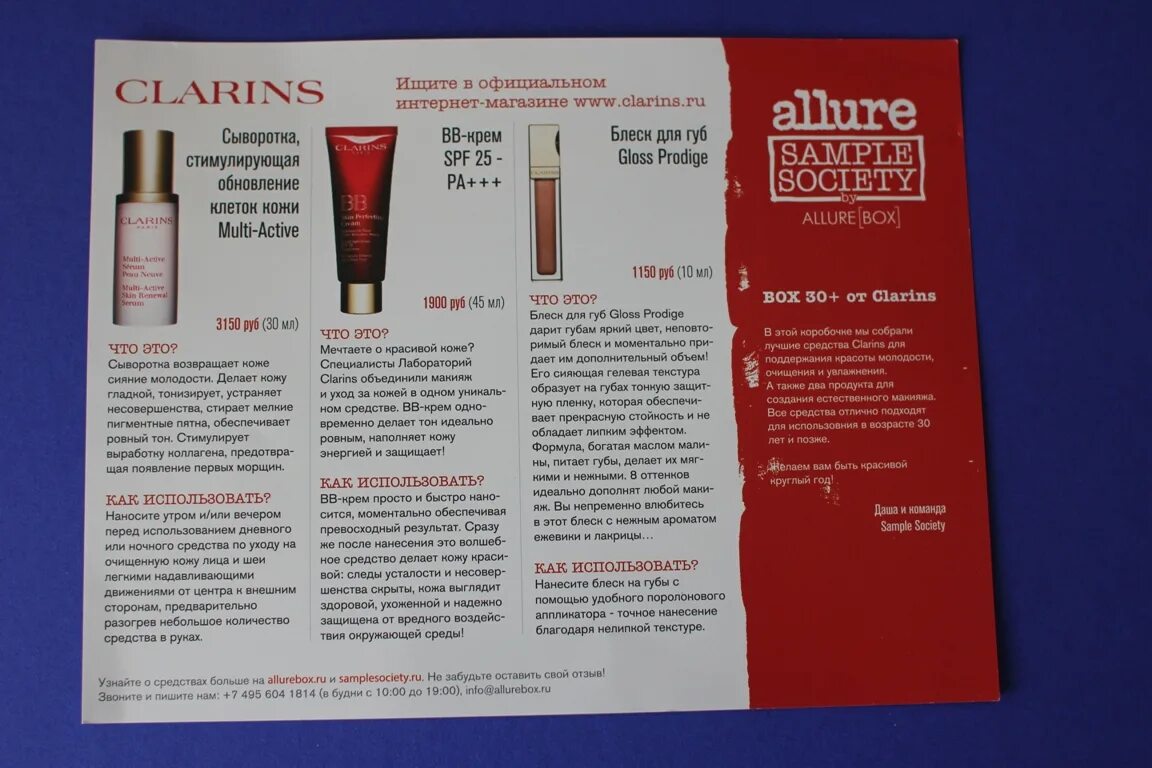 CLARINS
Ищите в официальном
интернет-магазине www.clarins.ru
Сыворотка,
стимулирующая
обновление
клеток кожи
Multi-Active
CLARINS
PARIS
Multi-Active
Sérum
Peau Neuve
Multi-Active
Skin Renewal
Serum
3150 руб (30 мл)
ЧТО ЭТО?
Сыворотка возвращает коже
сияние молодости. Делает кожу
гладкой, тонизирует, устраняет
несовершенства, стирает мелкие
пигментные пятна, обеспечивает
ровный тон. Стимулирует
выработку коллагена, предотвра-
щая появление первых морщин.
КАК ИСПОЛЬЗОВАТЬ?
Наносите утром и/или вечером
перед использованием дневного
или ночного средства по уходу на
очищенную кожу лица и шеи
легкими надавливающими
движениями от центра к внешним
сторонам, предварительно
разогрев небольшое количество
средства в руках.
BB-крем
SPF 25 -
PA+++
CLARINS
PARIS
BB
Skin Perfecting
Cream
1900 руб (45 мл)
ЧТО ЭТО?
Мечтаете о красивой коже?
Специалисты Лабораторий
Clarins объединили макияж
и уход за кожей в одном уникаль-
ном средстве. BB-крем одно-
временно делает тон идеально
ровным, наполняет кожу
энергией и защищает!
КАК ИСПОЛЬЗОВАТЬ?
BB-крем просто и быстро нано-
сится, моментально обеспечивая
превосходный результат. Сразу
же после нанесения это волшеб-
ное средство делает кожу краси-
вой: следы усталости и несовер-
шенства скрыты, кожа выглядит
здоровой, ухоженной и надежно
защищена от вредного воздейс-
твия окружающей среды!
Блеск для губ
Gloss Prodige
CLARINS
1150 руб (10 мл)
ЧТО ЭТО?
Блеск для губ Gloss Prodige
дарит губам яркий цвет, неповто-
римый блеск и моментально при-
дает им дополнительный объем!
Его сияющая гелевая текстура
образует на губах тонкую защит-
ную пленку, которая обеспечи-
вает прекрасную стойкость и не
обладает липким эффектом.
Формула, богатая маслом мали-
ны, питает губы, делает их мяг-
кими и нежными. 8 оттенков
идеально дополнят любой маки-
яж. Вы непременно влюбитесь
в этот блеск с нежным ароматом
ежевики и лакрицы...
КАК ИСПОЛЬЗОВАТЬ?
Нанесите блеск на губы с
помощью удобного поролонового
аппликатора - точное нанесение
благодаря нелипкой текстуре.
Узнайте о средствах больше на allurebox.ru и samplesociety.ru. Не забудьте оставить свой отзыв!
Звоните и пишите нам: +7 495 604 1814 (в будни с 10:00 до 19:00), info@allurebox.ru
allure
SAMPLE
SOCIETY
by
ALLURE[BOX]
BOX 30+ от Clarins
В этой коробочке мы собрали
лучшие средства Clarins для
поддержания красоты молодости,
очищения и увлажнения.
А также два продукта для
создания естественного макияжа.
Все средства отлично подходят
для использовния в возрасте 30
лет и позже.
Желаем вам быть красивой
круглый год!
Даша и команда
Sample Society